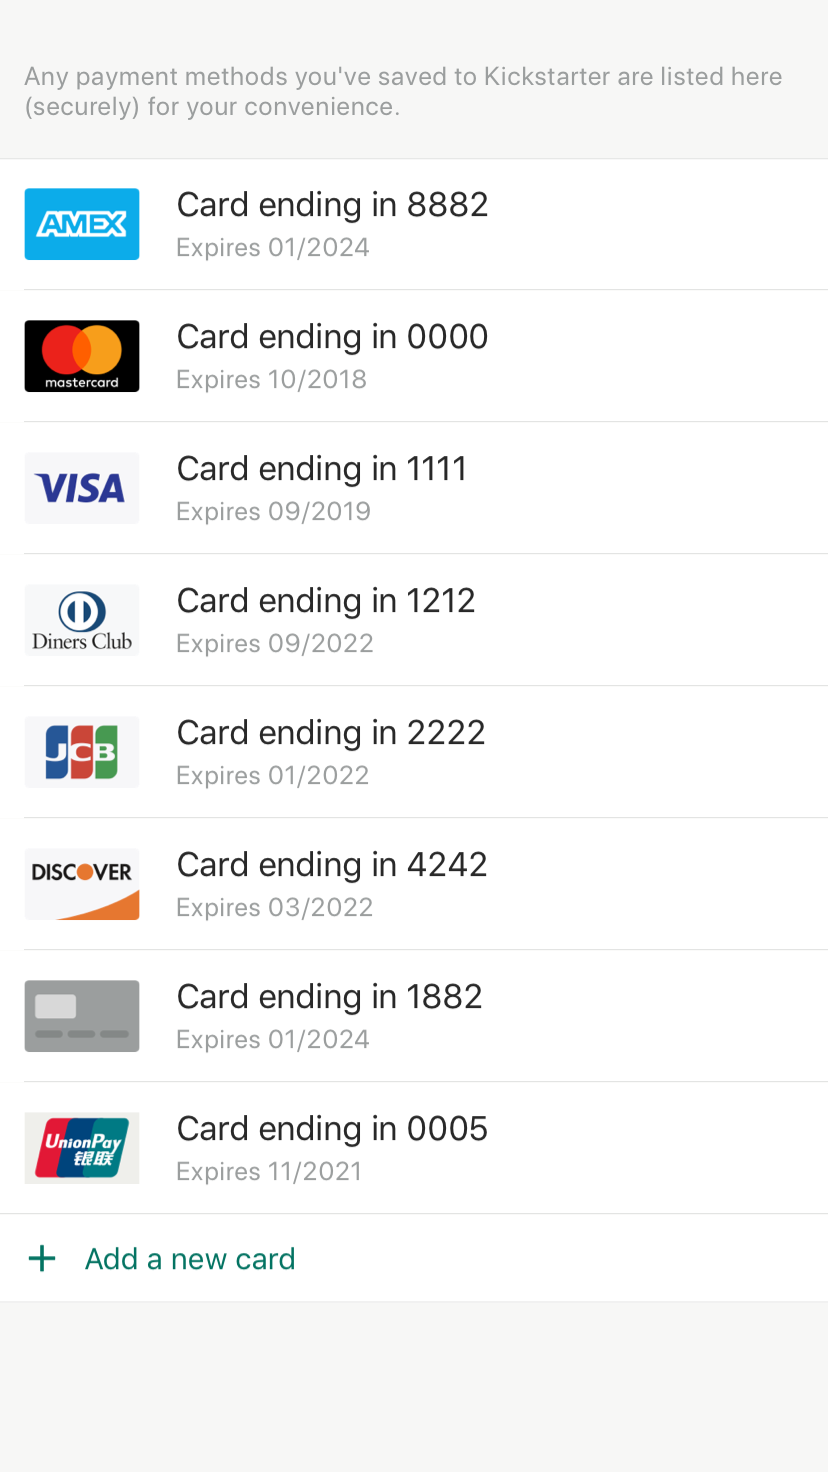 Any payment methods you've saved to Kickstarter are listed here
(securely) for your convenience.
AMEX
Card ending in 8882
Expires 01/2024
mastercard
Card ending in 0000
Expires 10/2018
VISA
Card ending in 1111
Expires 09/2019
Diners Club
Card ending in 1212
Expires 09/2022
JCB
Card ending in 2222
Expires 01/2022
DISCOVER
Card ending in 4242
Expires 03/2022
Card ending in 1882
Expires 01/2024
UnionPay
银联
Card ending in 0005
Expires 11/2021
+ Add a new card